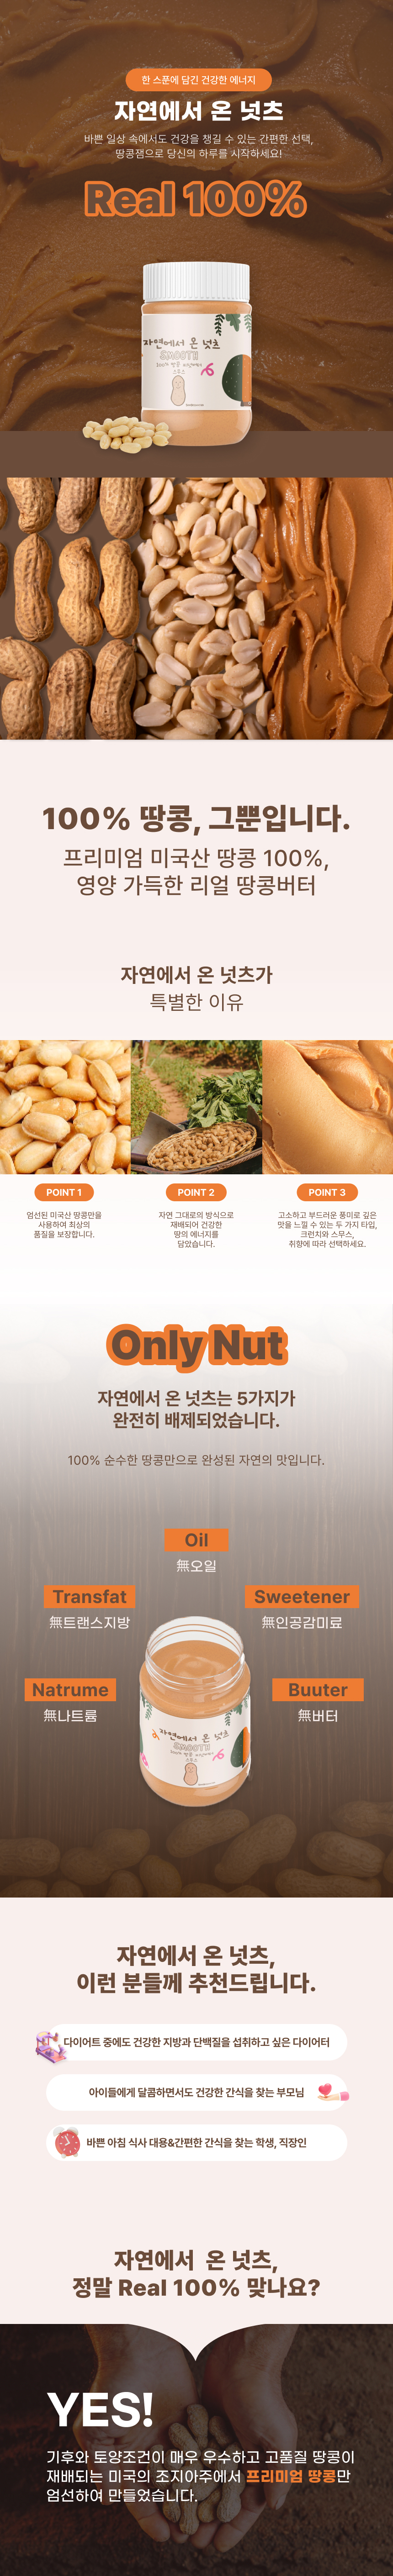 한 스푼에 담긴 건강한 에너지
자연에서 온 넛츠
바쁜 일상 속에서도 건강을 챙길 수 있는 간편한 선택,
땅콩잼으로 당신의 하루를 시작하세요!
Real 100%
자연에서 온 넛츠
SMOOTH
스무스
100% 땅콩, 그뿐입니다.
프리미엄 미국산 땅콩 100%,
영양 가득한 리얼 땅콩버터
자연에서 온 넛츠가
특별한 이유
POINT 1
엄선된 미국산 땅콩만을
사용하여 최상의
품질을 보장합니다.
POINT 2
자연 그대로의 방식으로
재배되어 건강한
땅의 에너지를
담았습니다.
POINT 3
고소하고 부드러운 풍미로 깊은
맛을 느낄 수 있는 두 가지 타입,
크런치와 스무스,
취향에 따라 선택하세요.
Only Nut
자연에서 온 넛츠는 5가지가
완전히 배제되었습니다.
100% 순수한 땅콩만으로 완성된 자연의 맛입니다.
Oil
無오일
Transfat
無트랜스지방
Sweetener
無인공감미료
Natrume
無나트륨
Buuter
無버터
자연에서 온 넛츠
SMOOTH
스무스
자연에서 온 넛츠,
이런 분들께 추천드립니다.
다이어트 중에도 건강한 지방과 단백질을 섭취하고 싶은 다이어터
아이들에게 달콤하면서도 건강한 간식을 찾는 부모님
바쁜 아침 식사 대용&간편한 간식을 찾는 학생, 직장인
자연에서 온 넛츠,
정말 Real 100% 맞나요?
YES!
기후와 토양조건이 매우 우수하고 고품질 땅콩이
재배되는 미국의 조지아주에서 프리미엄 땅콩만
엄선하여 만들었습니다.